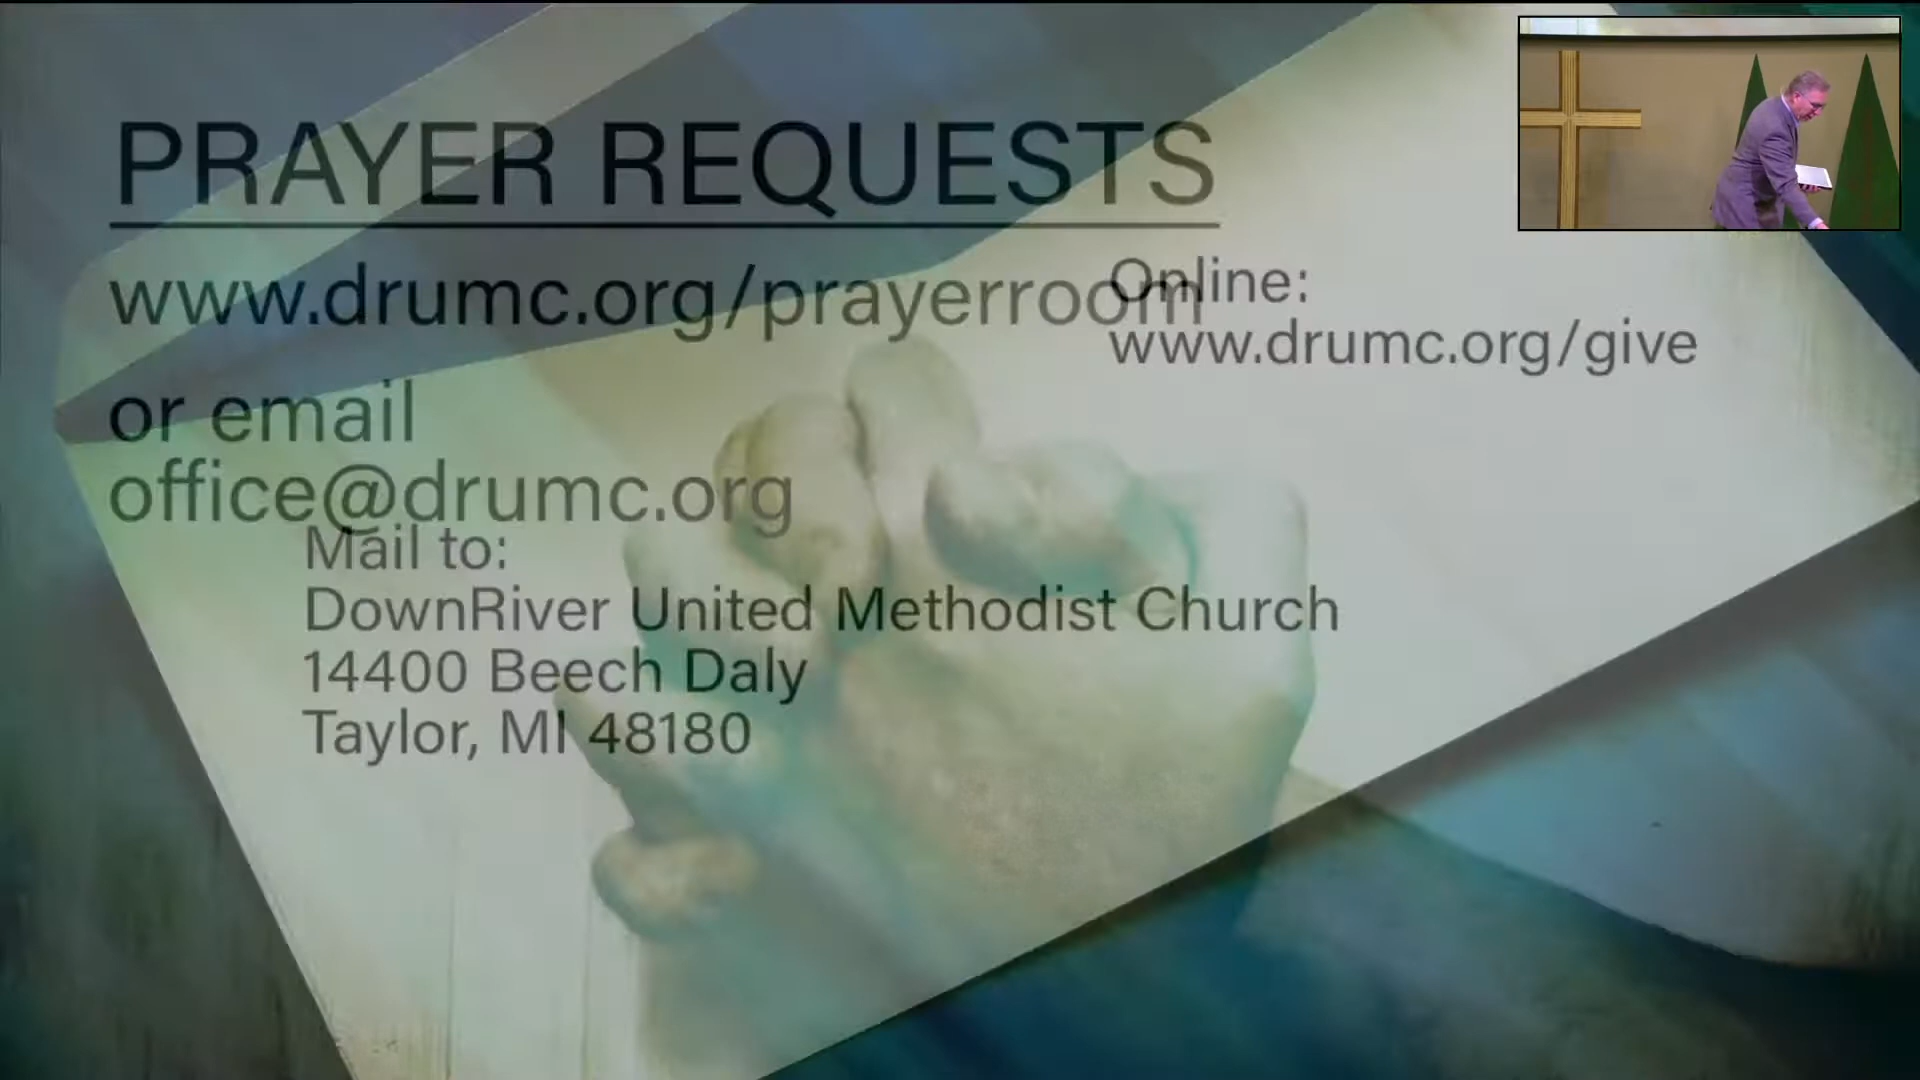 PRAYER REQUESTS
www.drumc.org/prayerroom
Online:
www.drumc.org/give
or email
office@drumc.org
Mail to:
DownRiver United Methodist Church
14400 Beech Daly
Taylor, MI 48180